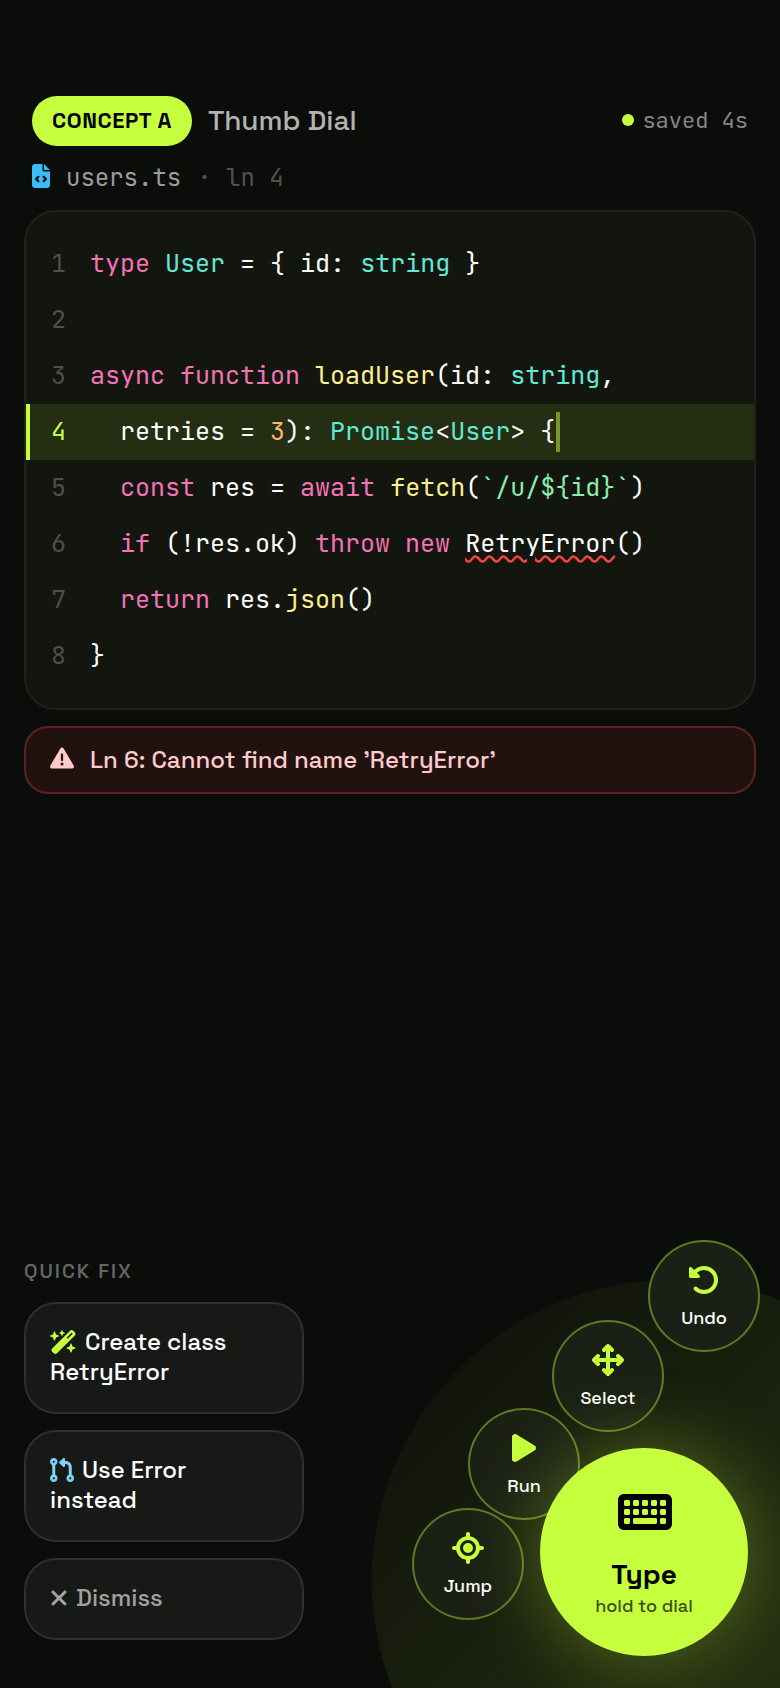 CONCEPT A Thumb Dial saved 4s
users.ts · ln 4
1 type User = { id: string }
2
3 async function loadUser(id: string,
4 retries = 3): Promise<User> {
5 const res = await fetch(`/u/${id}`)
6 if (!res.ok) throw new RetryError()
7 return res.json()
8 }
Ln 6: Cannot find name 'RetryError'
QUICK FIX
Create class
RetryError
Use Error
instead
Dismiss
Undo
Select
Run
Jump
Type
hold to dial